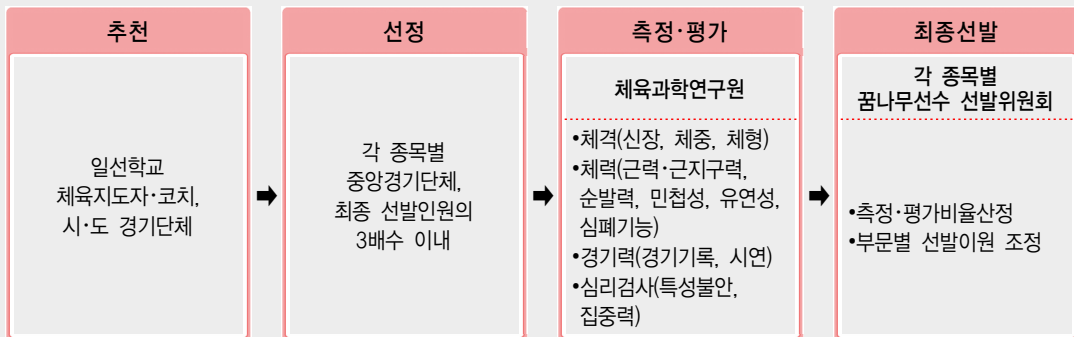 추천
일선학교
체육지도자·코치,
시·도 경기단체
➡
선정
각 종목별
중앙경기단체,
최종 선발인원의
3배수 이내
➡
측정·평가
체육과학연구원
•체격(신장, 체중, 체형)
•체력(근력·근지구력,
순발력, 민첩성, 유연성,
심폐기능)
•경기력(경기기록, 시연)
•심리검사(특성불안,
집중력)
➡
최종선발
각 종목별
꿈나무선수 선발위원회
•측정·평가비율산정
•부문별 선발이원 조정